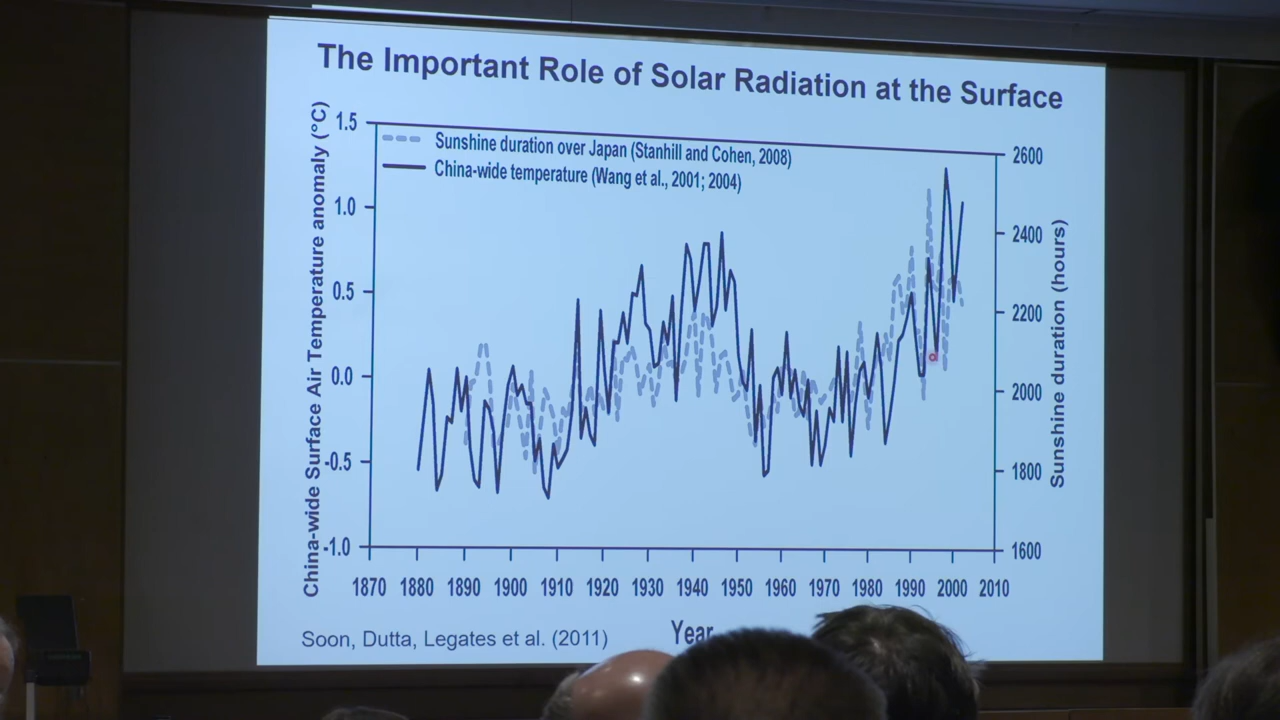 The Important Role of Solar Radiation at the Surface
China-wide Surface Air Temperature anomaly (°C)
1.5
1.0
0.5
0.0
-0.5
-1.0
Sunshine duration over Japan (Stanhill and Cohen, 2008)
China-wide temperature (Wang et al., 2001; 2004)
2600
2400
2200
2000
1800
1600
Sunshine duration (hours)
1870 1880 1890 1900 1910 1920 1930 1940 1950 1960 1970 1980 1990 2000 2010
Year
Soon, Dutta, Legates et al. (2011)